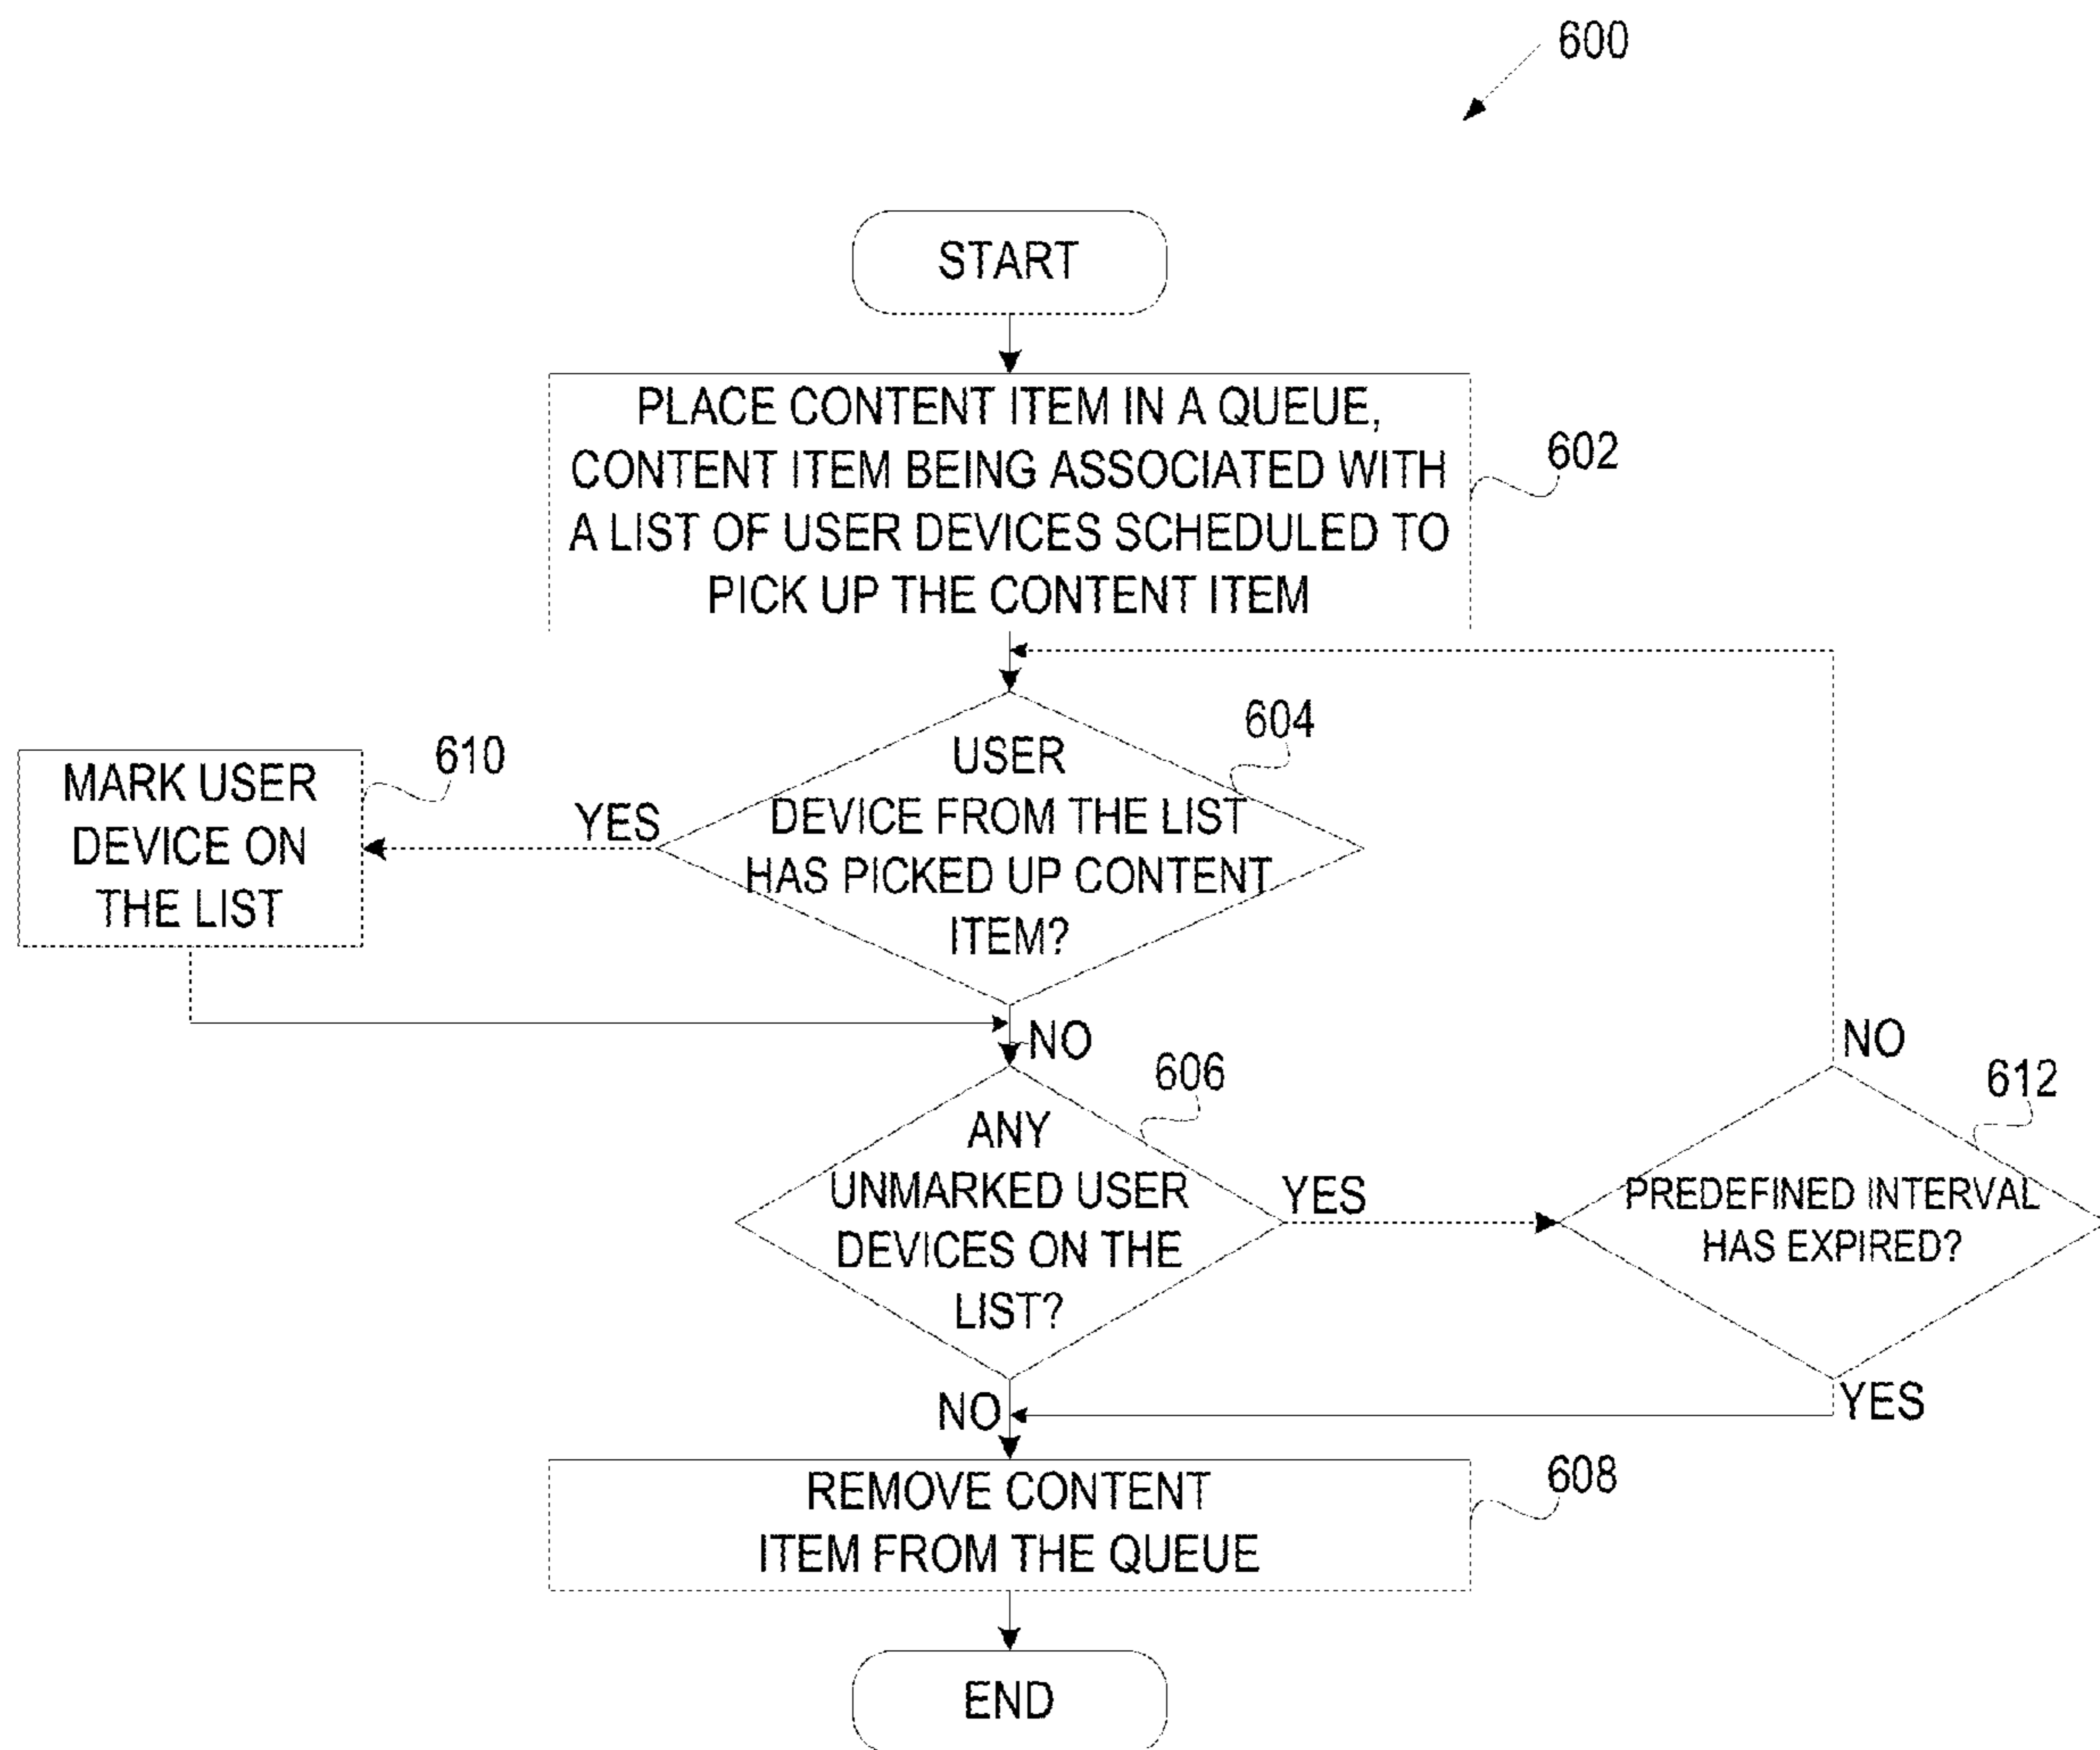 600
START
PLACE CONTENT ITEM IN A QUEUE,
CONTENT ITEM BEING ASSOCIATED WITH
A LIST OF USER DEVICES SCHEDULED TO
PICK UP THE CONTENT ITEM
602
604
USER
DEVICE FROM THE LIST
HAS PICKED UP CONTENT
ITEM?
YES
610
MARK USER
DEVICE ON
THE LIST
NO
606
ANY
UNMARKED USER
DEVICES ON THE
LIST?
YES
NO
612
PREDEFINED INTERVAL
HAS EXPIRED?
NO
YES
REMOVE CONTENT
ITEM FROM THE QUEUE
608
END